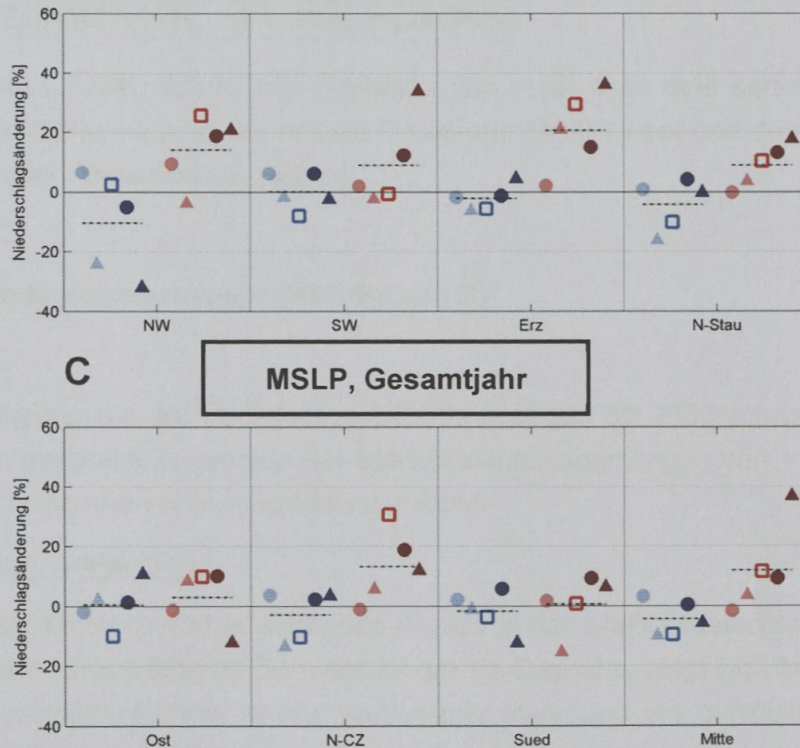 60
40
20
0
-20
-40
Niederschlagsänderung [%]
NW SW Erz N-Stau
C
MSLP, Gesamtjahr
60
40
20
0
-20
-40
Niederschlagsänderung [%]
Ost N-CZ Sued Mitte